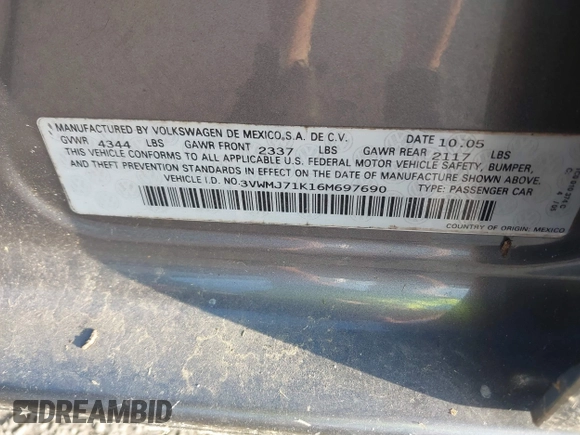 MANUFACTURED BY VOLKSWAGEN DE MEXICO,S.A. DE C.V. DATE 10.05
GVWR 4344 LBS GAWR FRONT 2337 LBS GAWR REAR 2117 LBS
THIS VEHICLE CONFORMS TO ALL APPLICABLE U.S. FEDERAL MOTOR VEHICLE SAFETY, BUMPER,
AND THEFT PREVENTION STANDARDS IN EFFECT ON THE DATE OF MANUFACTURE SHOWN ABOVE.
VEHICLE I.D. NO.: 3VWMJ71K16M697690 TYPE: PASSENGER CAR
COUNTRY OF ORIGIN: MEXICO
DREAMBID